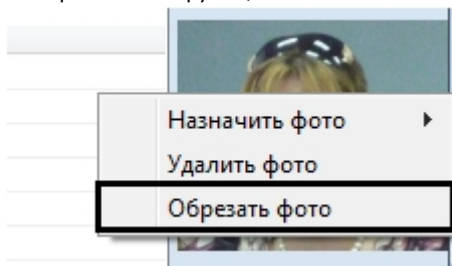 Назначить фото
Удалить фото
Обрезать фото